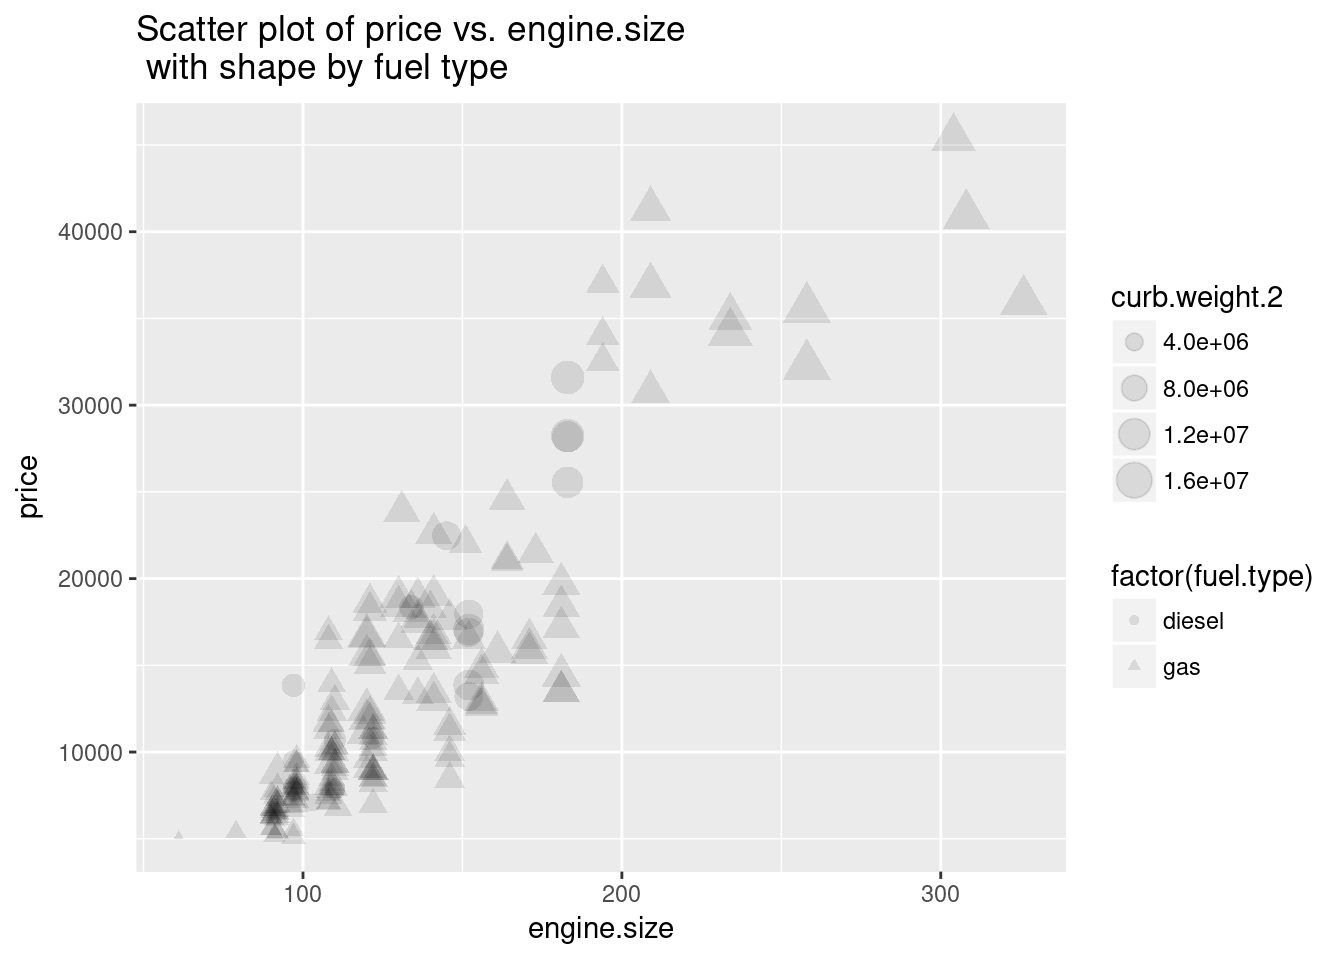 Scatter plot of price vs. engine.size
with shape by fuel type
40000
30000
20000
10000
price
100
200
300
engine.size
curb.weight.2
4.0e+06
8.0e+06
1.2e+07
1.6e+07
factor(fuel.type)
diesel
gas